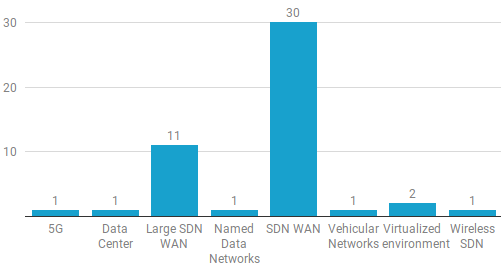 30
20
10
1
1
11
1
30
1
2
1
5G
Data
Center
Large SDN
WAN
Named
Data
Networks
SDN WAN
Vehicular
Networks
Virtualized
environment
Wireless
SDN